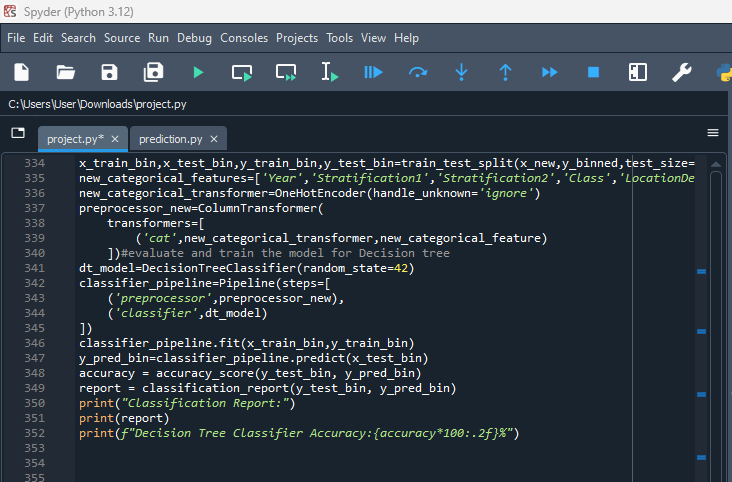 Spyder (Python 3.12)
File Edit Search Source Run Debug Consoles Projects Tools View Help
C:\Users\User\Downloads\project.py
project.py* × prediction.py ×
334 x_train_bin,x_test_bin,y_train_bin,y_test_bin=train_test_split(x_new,y_binned,test_size=
335 new_categorical_features=['Year','Stratification1','Stratification2','Class','LocationDe
336 new_categorical_transformer=OneHotEncoder(handle_unknown='ignore')
337 preprocessor_new=ColumnTransformer(
338 transformers=[
339 ('cat',new_categorical_transformer,new_categorical_feature)
340 ])#evaluate and train the model for Decision tree
341 dt_model=DecisionTreeClassifier(random_state=42)
342 classifier_pipeline=Pipeline(steps=[
343 ('preprocessor',preprocessor_new),
344 ('classifier',dt_model)
345 ])
346 classifier_pipeline.fit(x_train_bin,y_train_bin)
347 y_pred_bin=classifier_pipeline.predict(x_test_bin)
348 accuracy = accuracy_score(y_test_bin, y_pred_bin)
349 report = classification_report(y_test_bin, y_pred_bin)
350 print("Classification Report:")
351 print(report)
352 print(f"Decision Tree Classifier Accuracy:{accuracy*100:.2f}%")
353
354
355